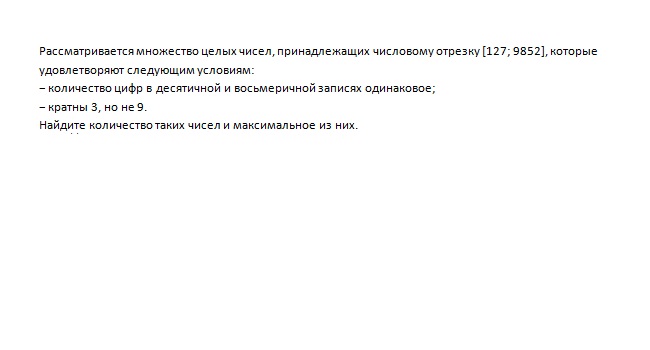 Рассматривается множество целых чисел, принадлежащих числовому отрезку [127; 9852], которые
удовлетворяют следующим условиям:
− количество цифр в десятичной и восьмеричной записях одинаковое;
− кратны 3, но не 9.
Найдите количество таких чисел и максимальное из них.